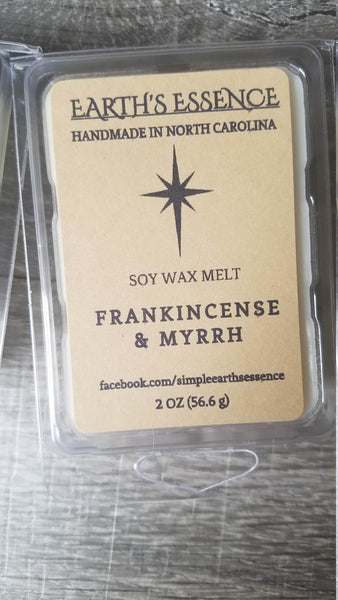 EARTH'S ESSENCE
HANDMADE IN NORTH CAROLINA
SOY WAX MELT
FRANKINCENSE
& MYRRH
facebook.com/simpleearthsessence
2 OZ (56.6 g)